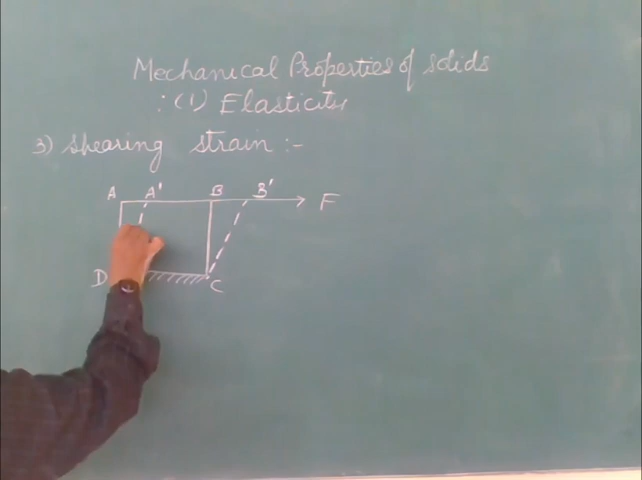 Mechanical Properties of solids
:(1) Elasticity
3) Shearing strain :-
A A' B B' F
D C